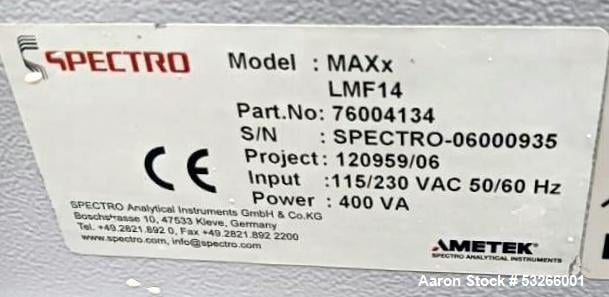 SPECTRO
Model : MAXx
LMF14
Part.No: 76004134
S/N : SPECTRO-06000935
Project: 120959/06
Input :115/230 VAC 50/60 Hz
Power : 400 VA
CE
SPECTRO Analytical Instruments GmbH & Co.KG
Boschstrasse 10, 47533 Kleve, Germany
Tel. +49.2821.892 0, Fax +49.2821.892 2200
www.spectro.com, info@spectro.com
AMETEK®
SPECTRO ANALYTICAL INSTRUMENTS
Aaron Stock # 53266001